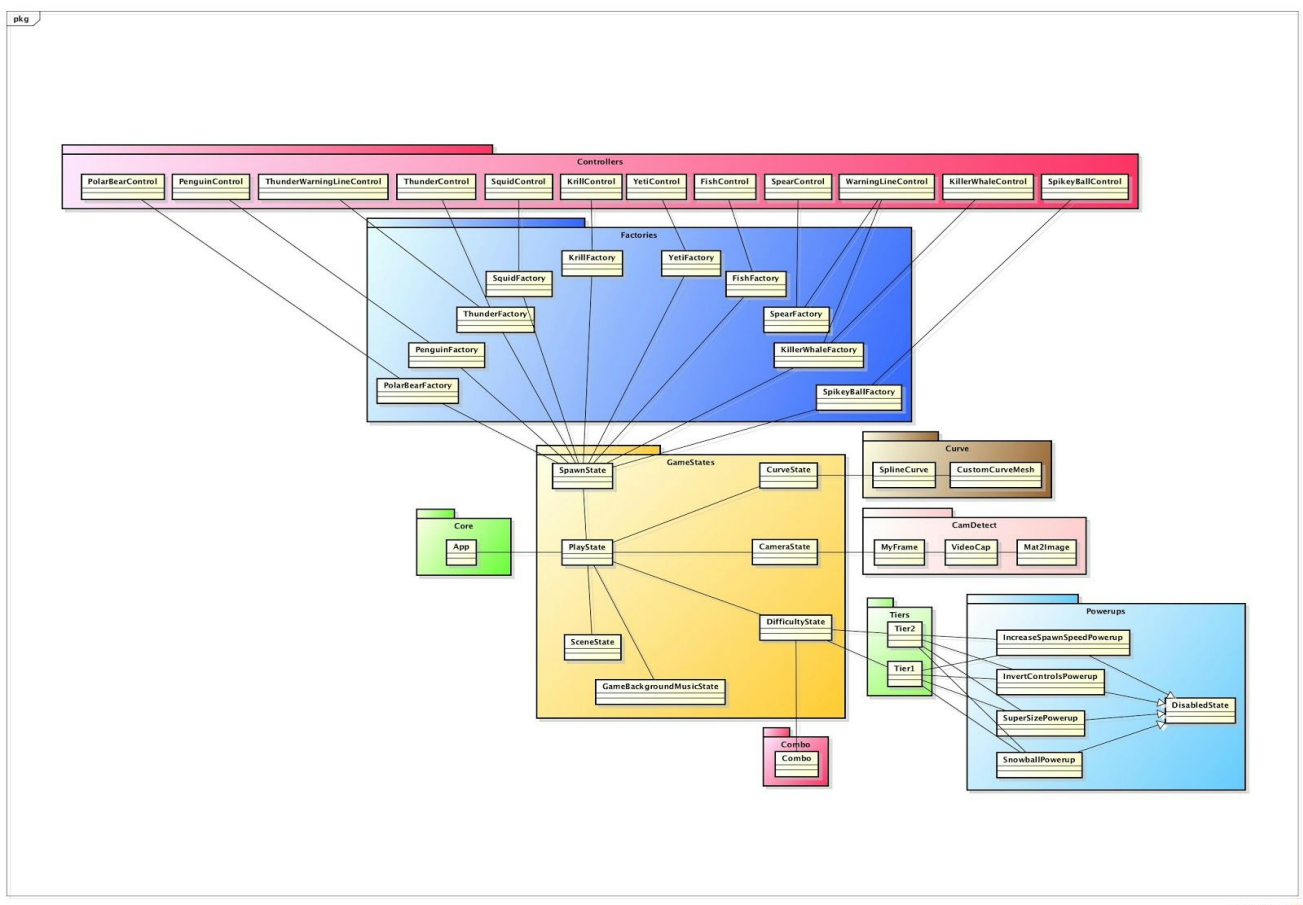 pkg
Controllers
PolarBearControl
PenguinControl
ThunderWarningLineControl
ThunderControl
SquidControl
KrillControl
YetiControl
FishControl
SpearControl
WarningLineControl
KillerWhaleControl
SpikeyBallControl
Factories
KrillFactory
YetiFactory
SquidFactory
FishFactory
ThunderFactory
SpearFactory
PenguinFactory
KillerWhaleFactory
PolarBearFactory
SpikeyBallFactory
GameStates
SpawnState
CurveState
Curve
SplineCurve
CustomCurveMesh
Core
App
PlayState
CameraState
CamDetect
MyFrame
VideoCap
Mat2Image
DifficultyState
SceneState
GameBackgroundMusicState
Tiers
Tier2
Tier1
Powerups
IncreaseSpawnSpeedPowerup
InvertControlsPowerup
DisabledState
SuperSizePowerup
SnowballPowerup
Combo
Combo